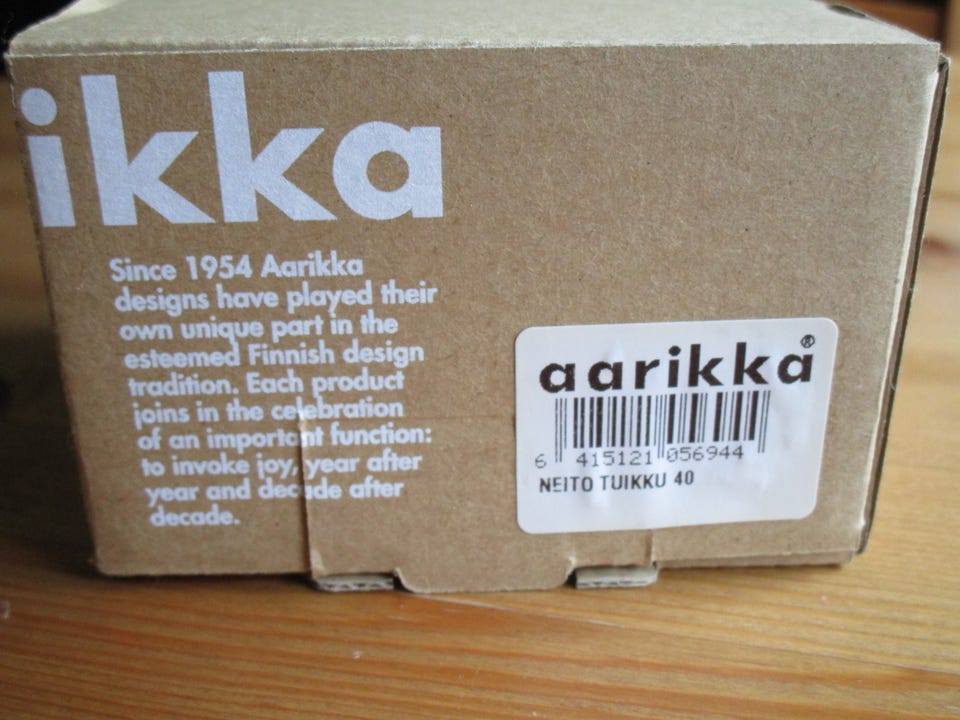 ikka
Since 1954 Aarikka
designs have played their
own unique part in the
esteemed Finnish design
tradition. Each product
joins in the celebration
of an important function:
to invoke joy, year after
year and decade after
decade.
aarikka®
6 415121 056944
NEITO TUIKKU 40